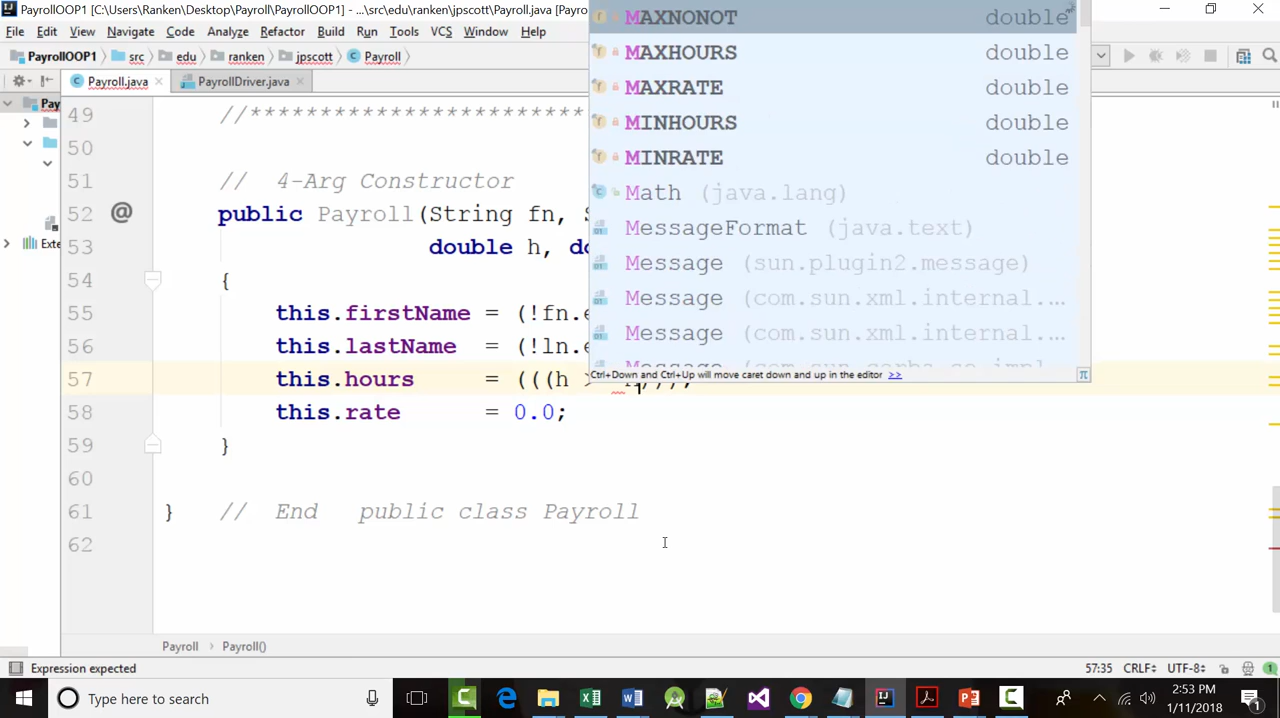 PayrollOOP1 [C:\Users\Ranken\Desktop\Payroll\PayrollOOP1] - ...\src\edu\ranken\jpscott\Payroll.java [Payro
File Edit View Navigate Code Analyze Refactor Build Run Tools VCS Window Help
PayrollOOP1 src edu ranken jpscott Payroll
Payroll.java PayrollDriver.java
Pay
Exte
49 //************************
50
51 // 4-Arg Constructor
52 public Payroll(String fn, S
53 double h, do
54 {
55 this.firstName = (!fn.e
56 this.lastName = (!ln.e
57 this.hours = (((h >
58 this.rate = 0.0;
59 }
60
61 } // End public class Payroll
62
MAXNONOT double
MAXHOURS double
MAXRATE double
MINHOURS double
MINRATE double
Math (java.lang)
MessageFormat (java.text)
Message (sun.plugin2.message)
Message (com.sun.xml.internal....
Message (com.sun.xml.internal....
Ctrl+Down and Ctrl+Up will move caret down and up in the editor >>
π
Payroll Payroll()
Expression expected 57:35 CRLF UTF-8 1
Type here to search
2:53 PM
1/11/2018
1